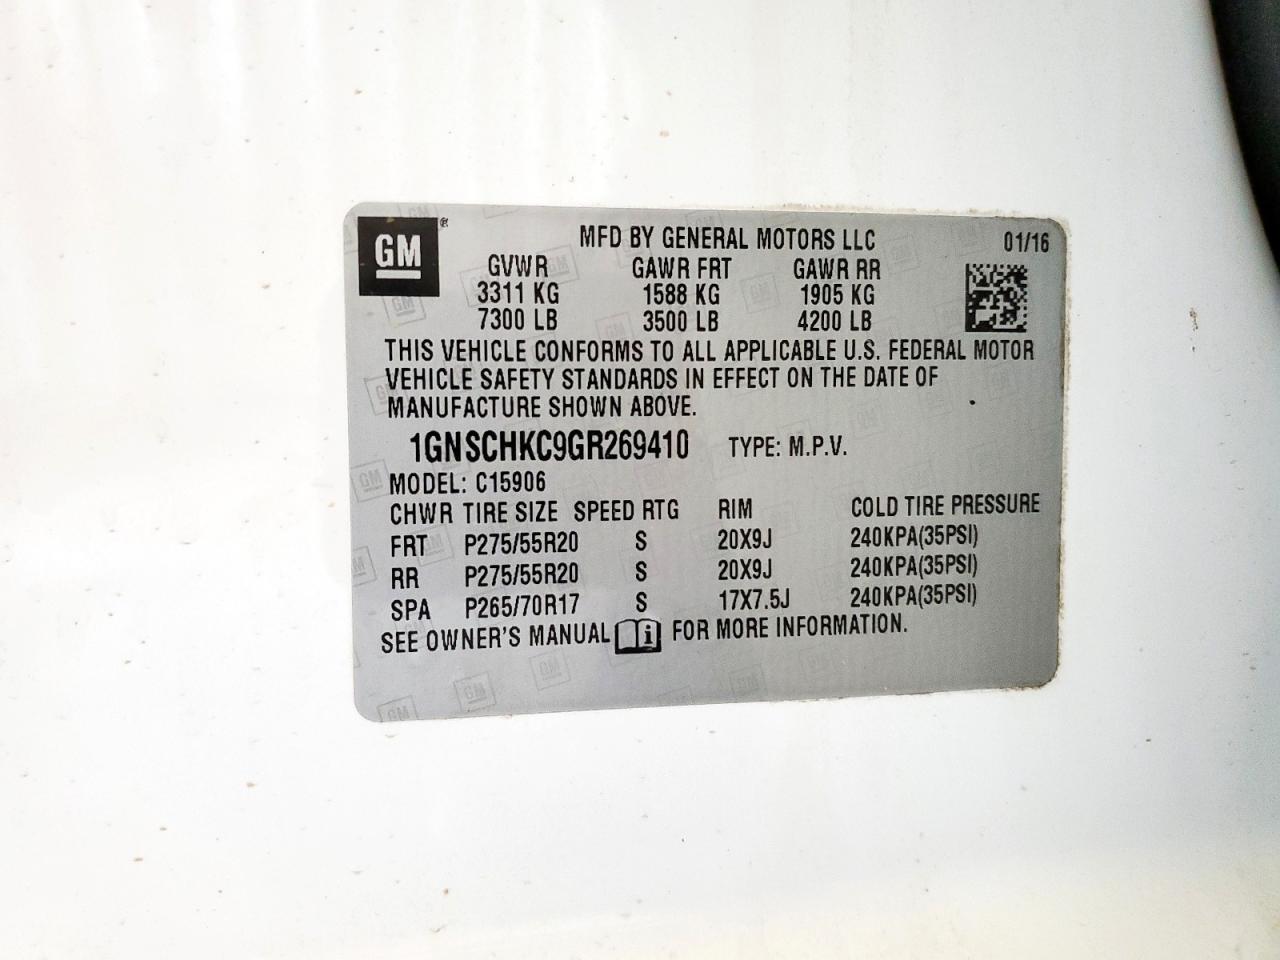 GM®
MFD BY GENERAL MOTORS LLC 01/16
GVWR GAWR FRT GAWR RR
3311 KG 1588 KG 1905 KG
7300 LB 3500 LB 4200 LB
THIS VEHICLE CONFORMS TO ALL APPLICABLE U.S. FEDERAL MOTOR
VEHICLE SAFETY STANDARDS IN EFFECT ON THE DATE OF
MANUFACTURE SHOWN ABOVE.
1GNSCHKC9GR269410 TYPE: M.P.V.
MODEL: C15906
CHWR TIRE SIZE SPEED RTG RIM COLD TIRE PRESSURE
FRT P275/55R20 S 20X9J 240KPA(35PSI)
RR P275/55R20 S 20X9J 240KPA(35PSI)
SPA P265/70R17 S 17X7.5J 240KPA(35PSI)
SEE OWNER'S MANUAL i FOR MORE INFORMATION.